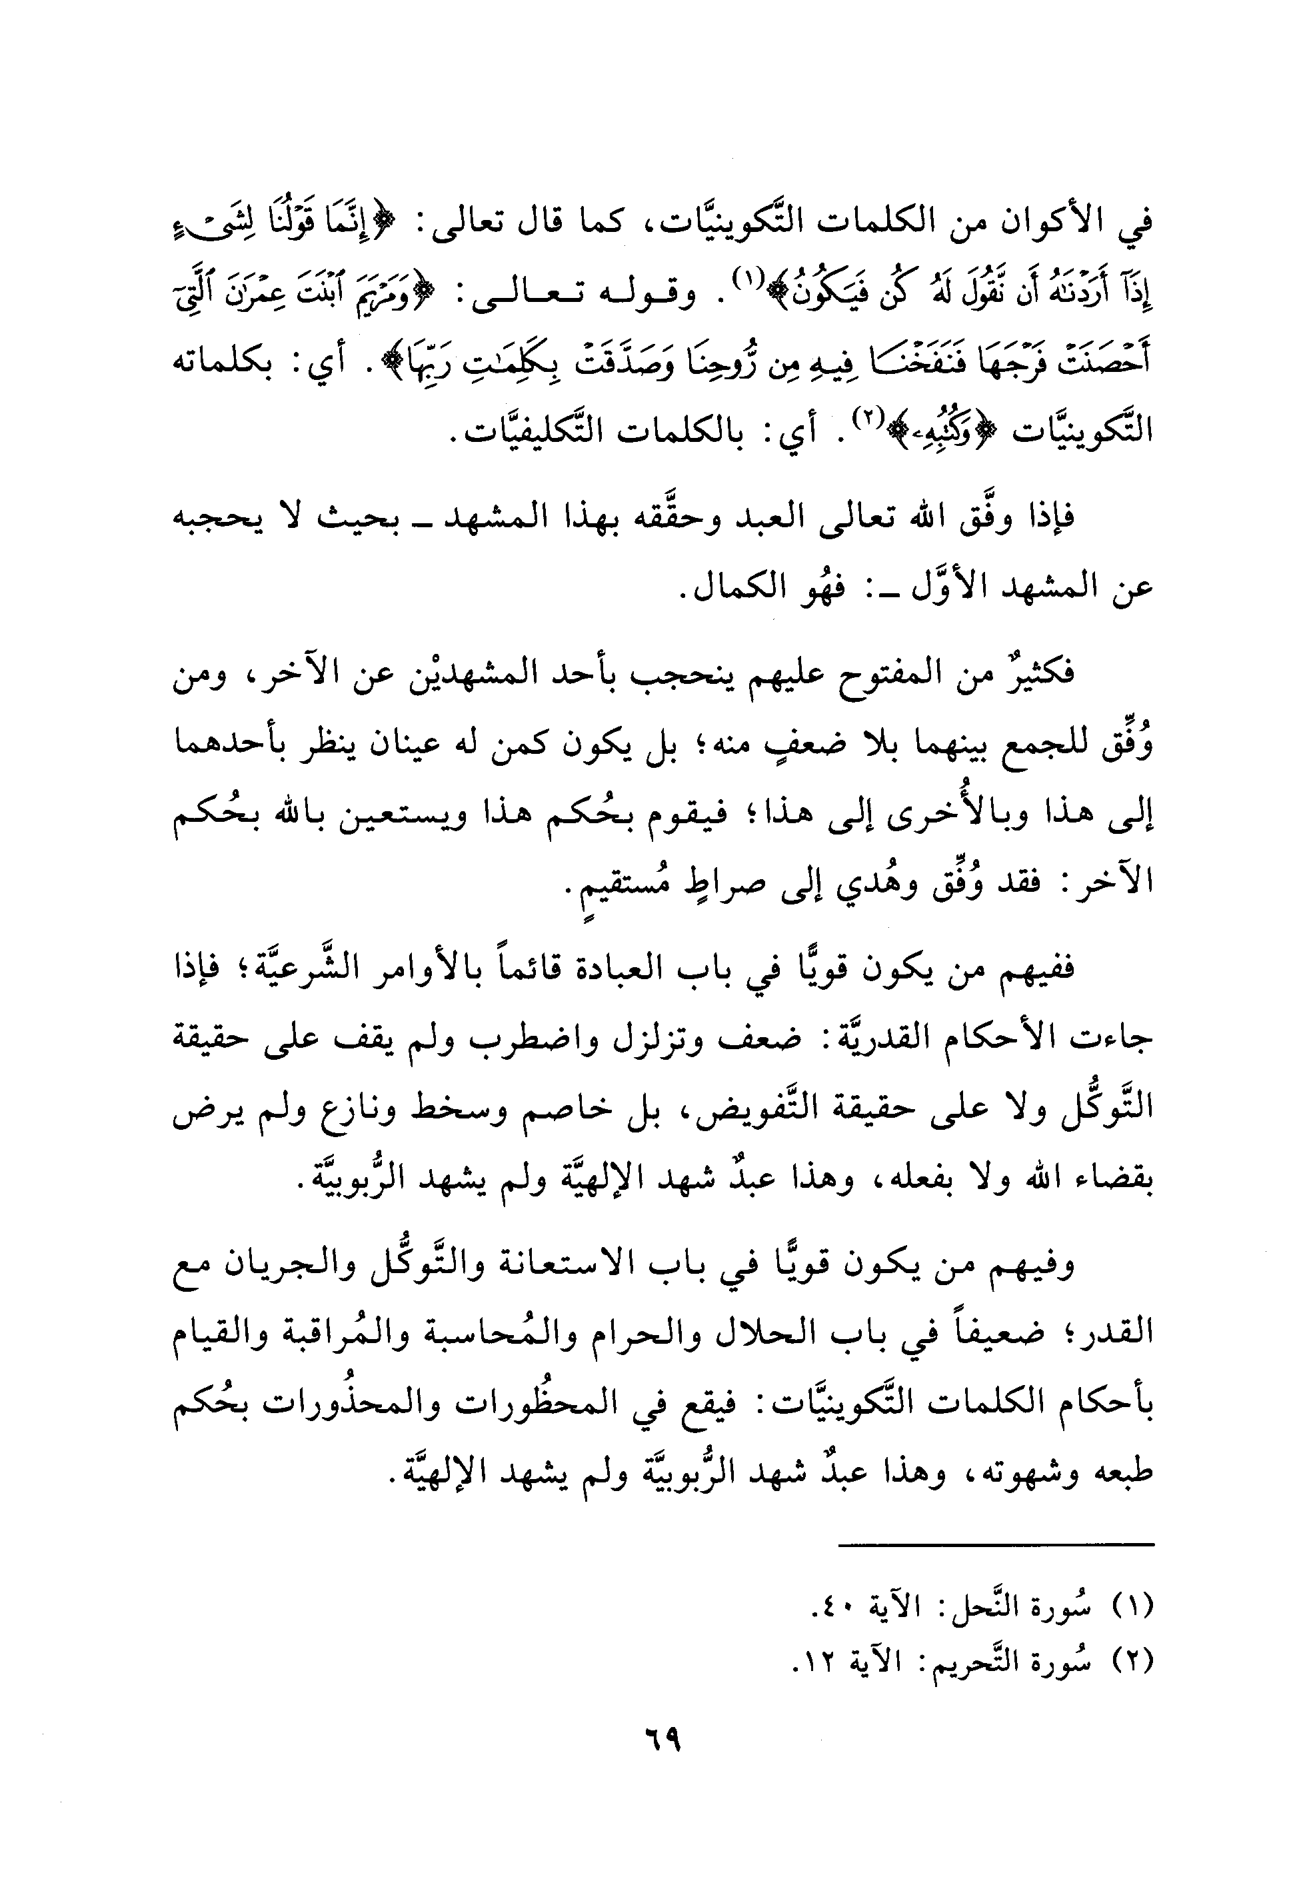 في الأكوان من الكلمات التَّكوينيَّات، كما قال تعالى: ﴿إِنَّمَا قَوْلُنَا لِشَىْءٍ
إِذَآ أَرَدْنَـٰهُ أَن نَّقُولَ لَهُۥ كُن فَيَكُونُ﴾(١). وقوله تعالى: ﴿وَمَرْيَمَ ٱبْنَتَ عِمْرَٰنَ ٱلَّتِىٓ
أَحْصَنَتْ فَرْجَهَا فَنَفَخْنَا فِيهِ مِن رُّوحِنَا وَصَدَّقَتْ بِكَلِمَـٰتِ رَبِّهَا﴾. أي: بكلماته
التَّكوينيَّات ﴿وَكُتُبِهِۦ﴾(٢). أي: بالكلمات التَّكليفيَّات.
فإذا وفَّق الله تعالى العبد وحقَّقه بهذا المشهد ـ بحيث لا يحجبه
عن المشهد الأوَّل ـ: فهُو الكمال.
فكثيرٌ من المفتوح عليهم ينحجب بأحد المشهديْن عن الآخر، ومن
وُفِّق للجمع بينهما بلا ضعفٍ منه؛ بل يكون كمن له عينان ينظر بأحدهما
إلى هذا وبالأُخرى إلى هذا؛ فيقوم بحُكم هذا ويستعين بالله بحُكم
الآخر: فقد وُفِّق وهُدي إلى صراطٍ مُستقيمٍ.
ففيهم من يكون قويًّا في باب العبادة قائماً بالأوامر الشَّرعيَّة؛ فإذا
جاءت الأحكام القدريَّة: ضعف وتزلزل واضطرب ولم يقف على حقيقة
التَّوكُّل ولا على حقيقة التَّفويض، بل خاصم وسخط ونازع ولم يرض
بقضاء الله ولا بفعله، وهذا عبدٌ شهد الإلهيَّة ولم يشهد الرُّبوبيَّة.
وفيهم من يكون قويًّا في باب الاستعانة والتَّوكُّل والجريان مع
القدر؛ ضعيفاً في باب الحلال والحرام والمُحاسبة والمُراقبة والقيام
بأحكام الكلمات التَّكوينيَّات: فيقع في المحظُورات والمحذُورات بحُكم
طبعه وشهوته، وهذا عبدٌ شهد الرُّبوبيَّة ولم يشهد الإلهيَّة.
(١) سُورة النَّحل: الآية ٤٠.
(٢) سُورة التَّحريم: الآية ١٢.
٦٩